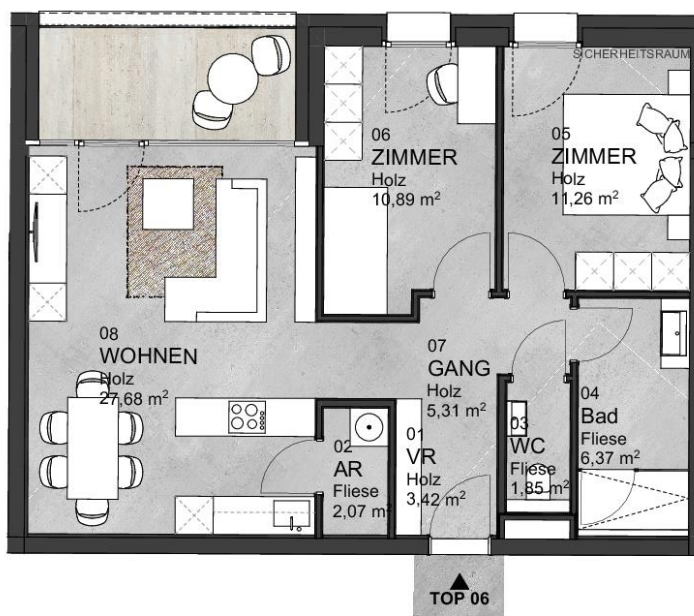 SICHERHEITSRAUM
06
ZIMMER
Holz
10,89 m²
05
ZIMMER
Holz
11,26 m²
08
WOHNEN
Holz
27,68 m²
07
GANG
Holz
5,31 m²
04
Bad
Fliese
6,37 m²
03
WC
Fliese
1,85 m²
02
AR
Fliese
2,07 m²
01
VR
Holz
3,42 m²
TOP 06